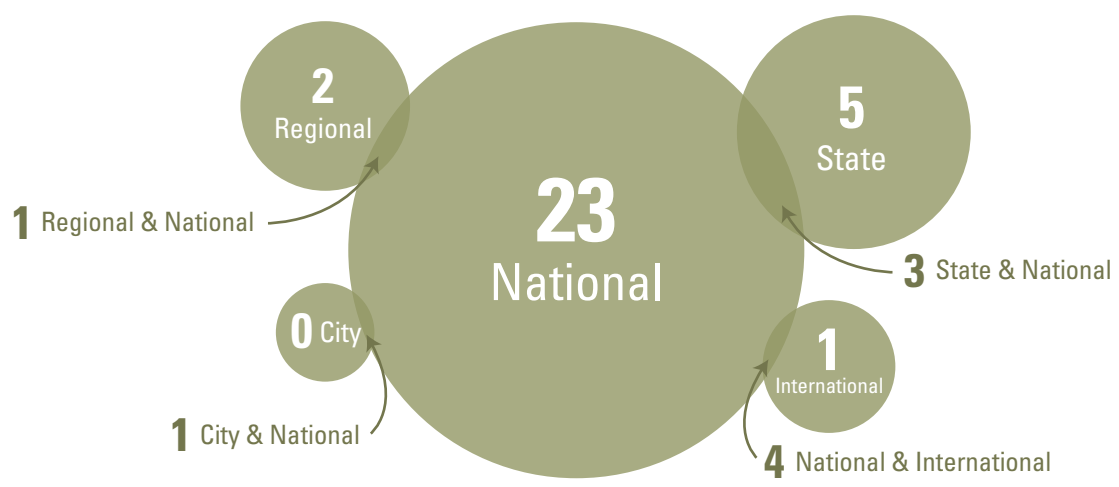 2
Regional
5
State
23
National
1 Regional & National
3 State & National
0 City
1
International
1 City & National
4 National & International